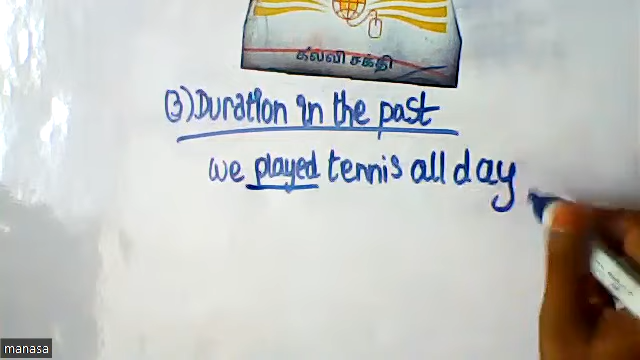 கல்வி சக்தி
3) Duration in the past
we played tennis all day
manasa